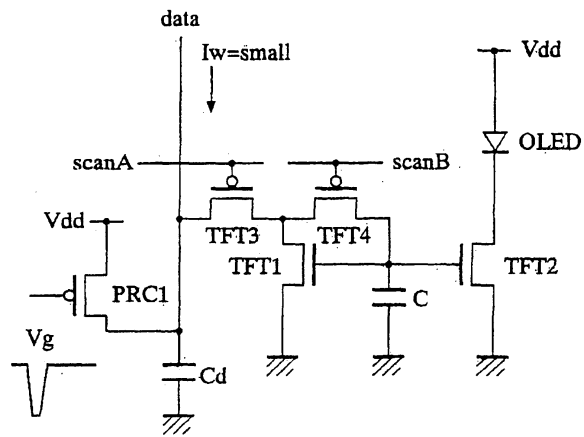 data
Iw=small
Vdd
OLED
scanA
scanB
TFT3
TFT4
Vdd
TFT1
TFT2
PRC1
C
Vg
Cd